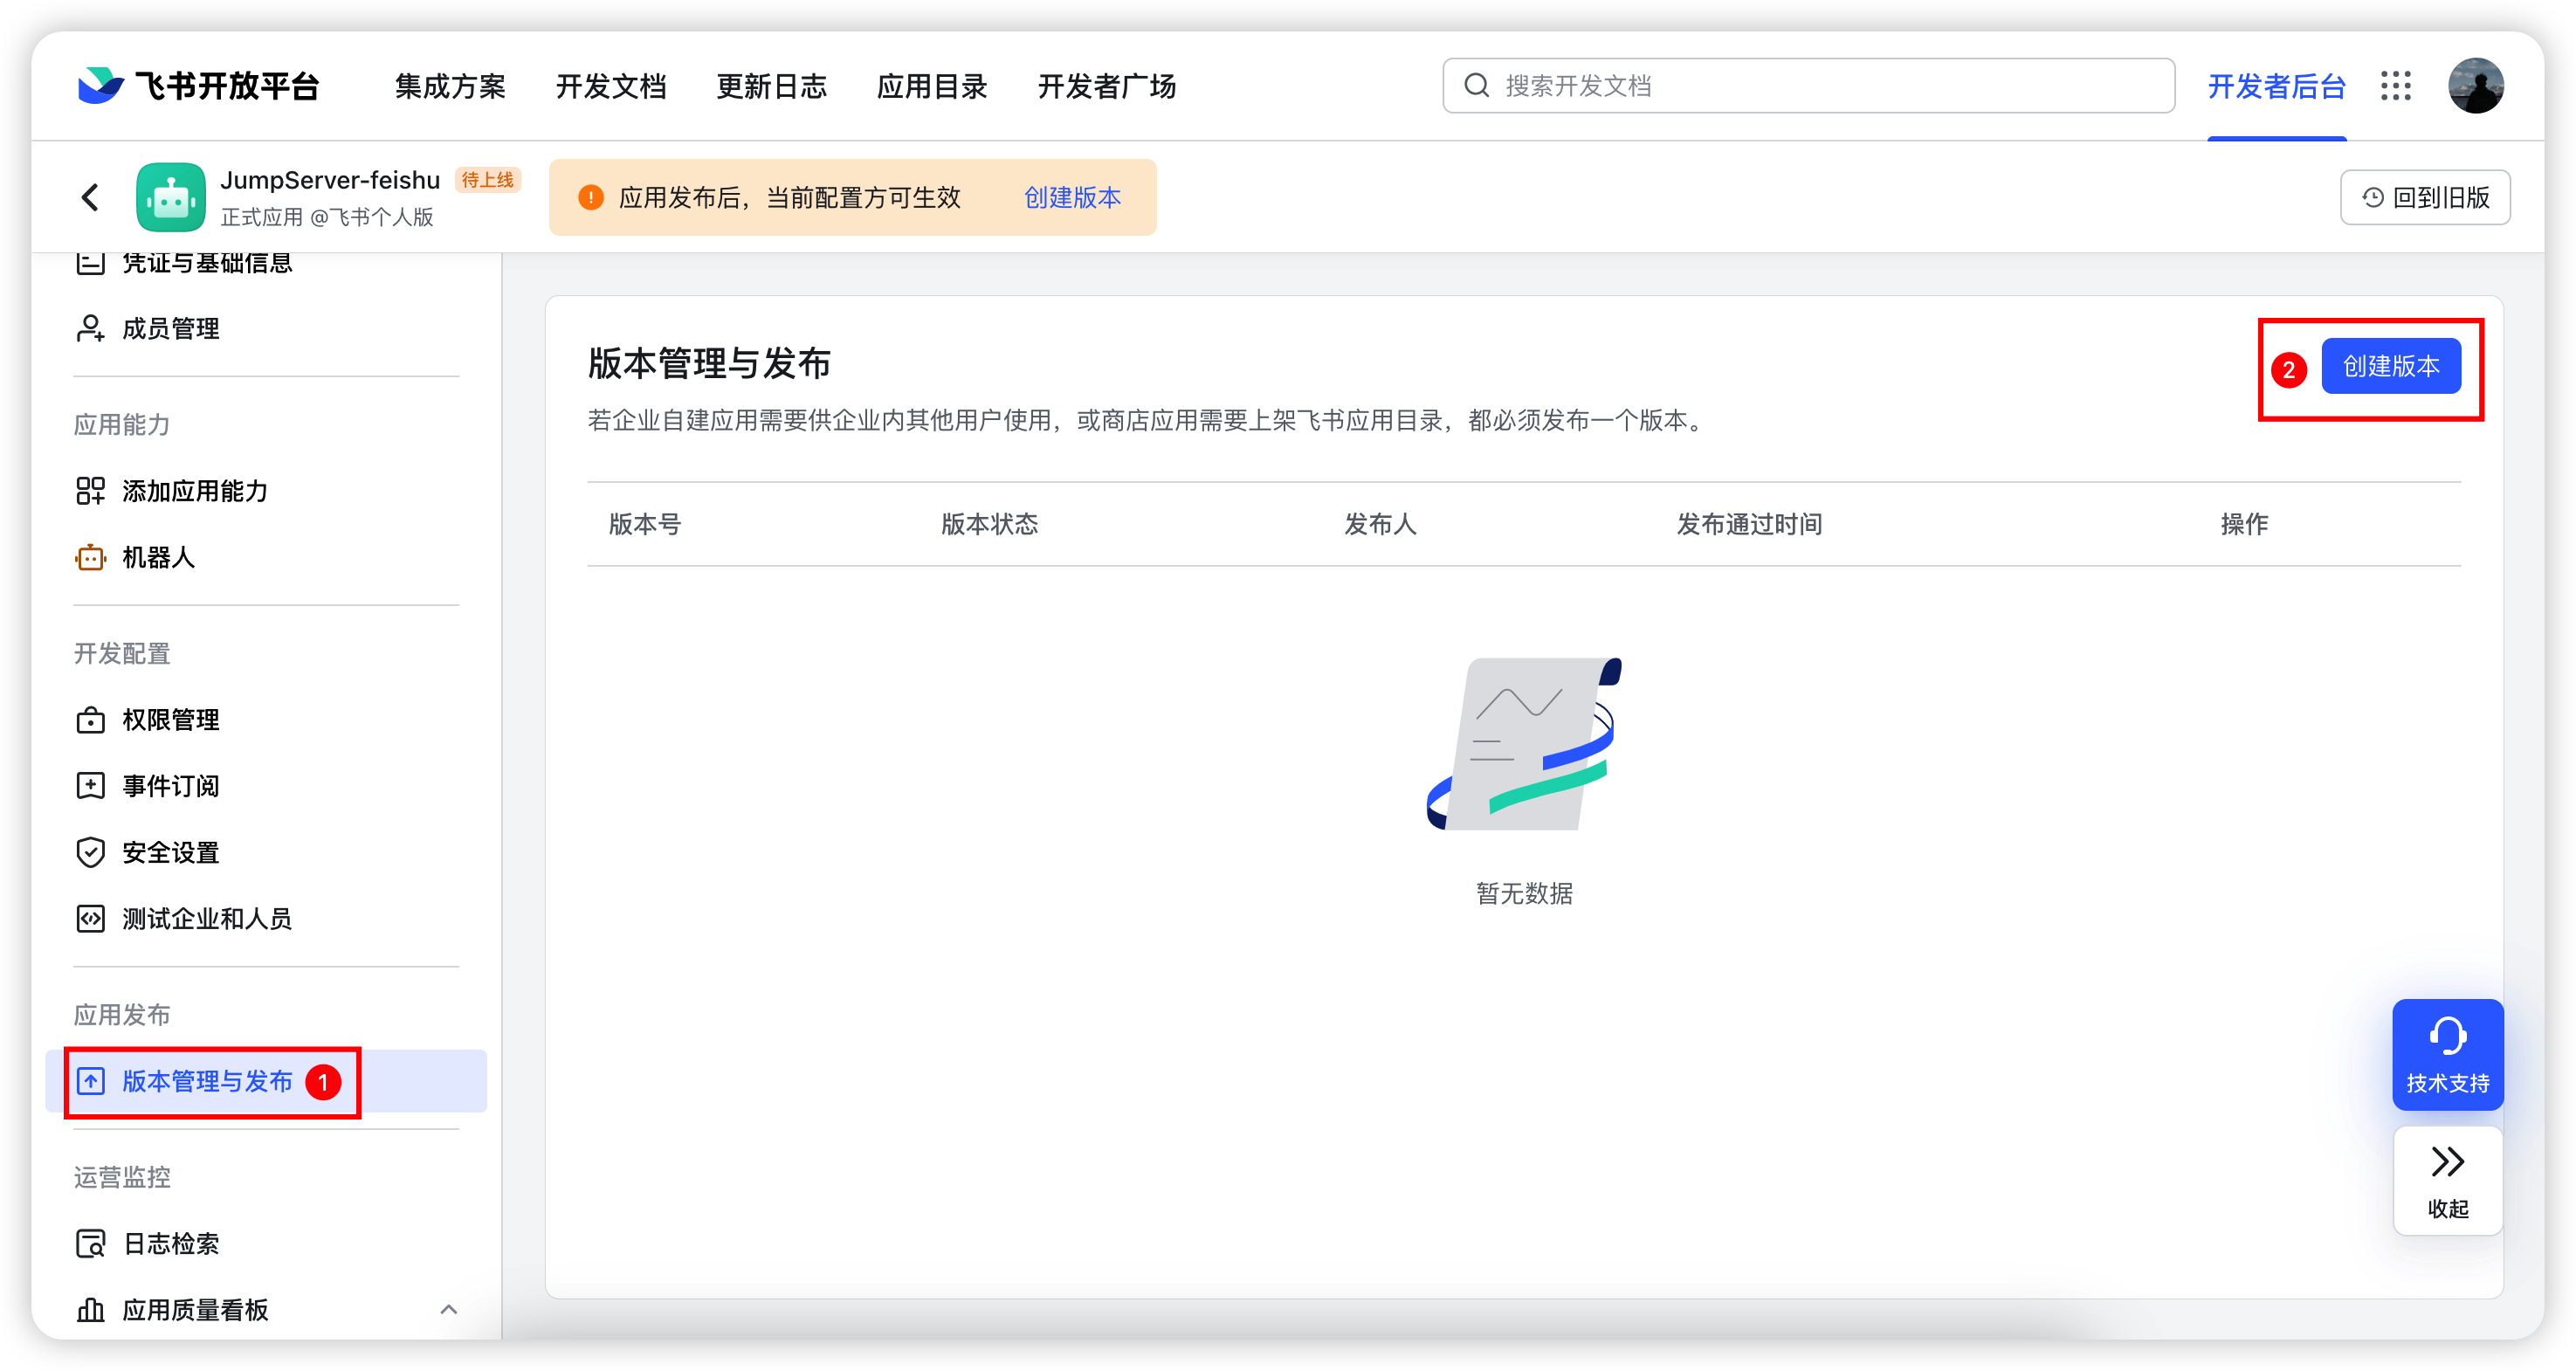 飞书开放平台
集成方案 开发文档 更新日志 应用目录 开发者广场
搜索开发文档
开发者后台
JumpServer-feishu 待上线
正式应用 @飞书个人版
应用发布后，当前配置方可生效 创建版本
回到旧版
凭证与基础信息
成员管理
应用能力
添加应用能力
机器人
开发配置
权限管理
事件订阅
安全设置
测试企业和人员
应用发布
版本管理与发布 1
运营监控
日志检索
应用质量看板
版本管理与发布
2 创建版本
若企业自建应用需要供企业内其他用户使用，或商店应用需要上架飞书应用目录，都必须发布一个版本。
版本号 版本状态 发布人 发布通过时间 操作
暂无数据
技术支持
收起